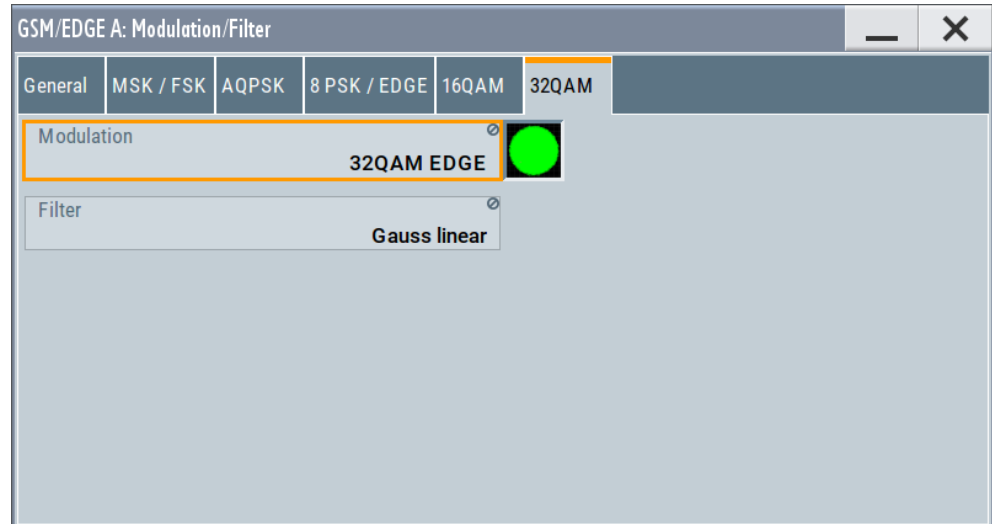 GSM/EDGE A: Modulation/Filter
General MSK / FSK AQPSK 8 PSK / EDGE 16QAM 32QAM
Modulation
32QAM EDGE
Filter
Gauss linear